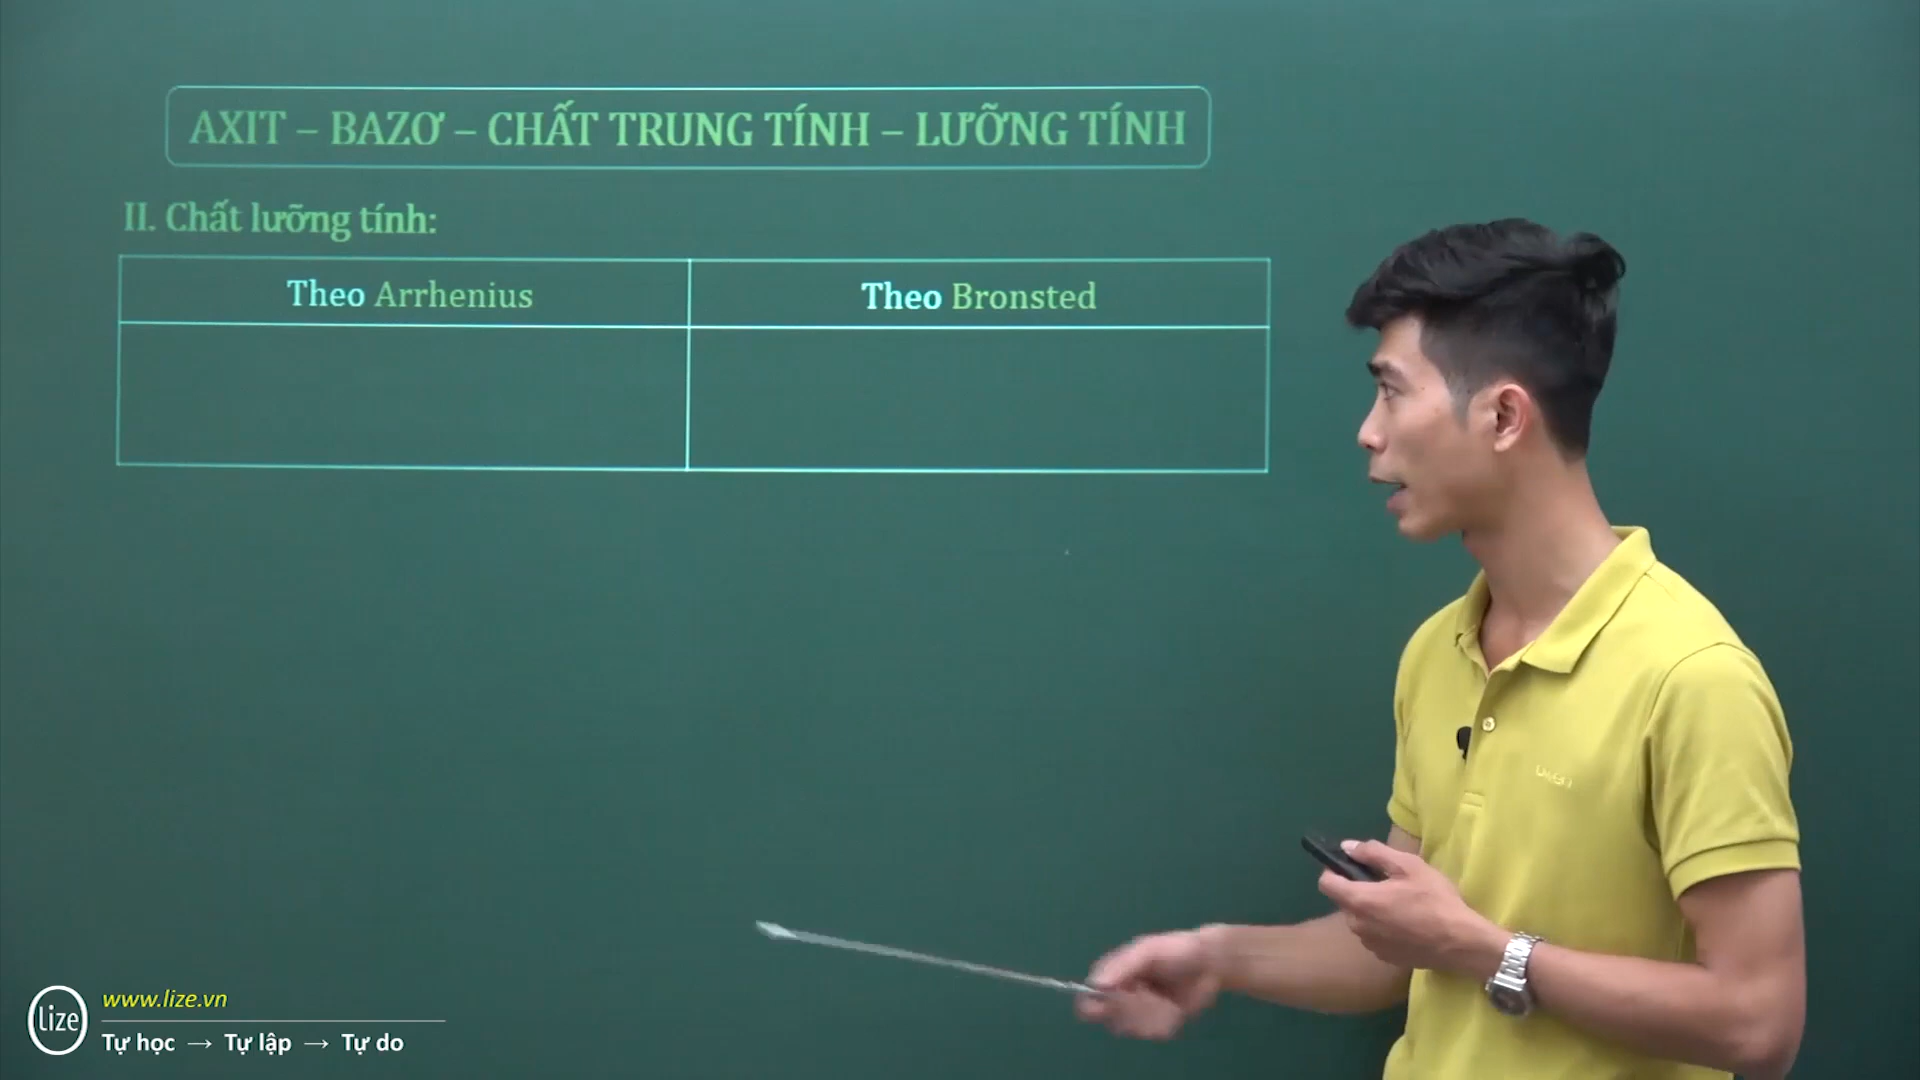 AXIT – BAZƠ – CHẤT TRUNG TÍNH – LƯỠNG TÍNH
II. Chất lưỡng tính:
Theo Arrhenius
Theo Bronsted
lize
www.lize.vn
Tự học → Tự lập → Tự do